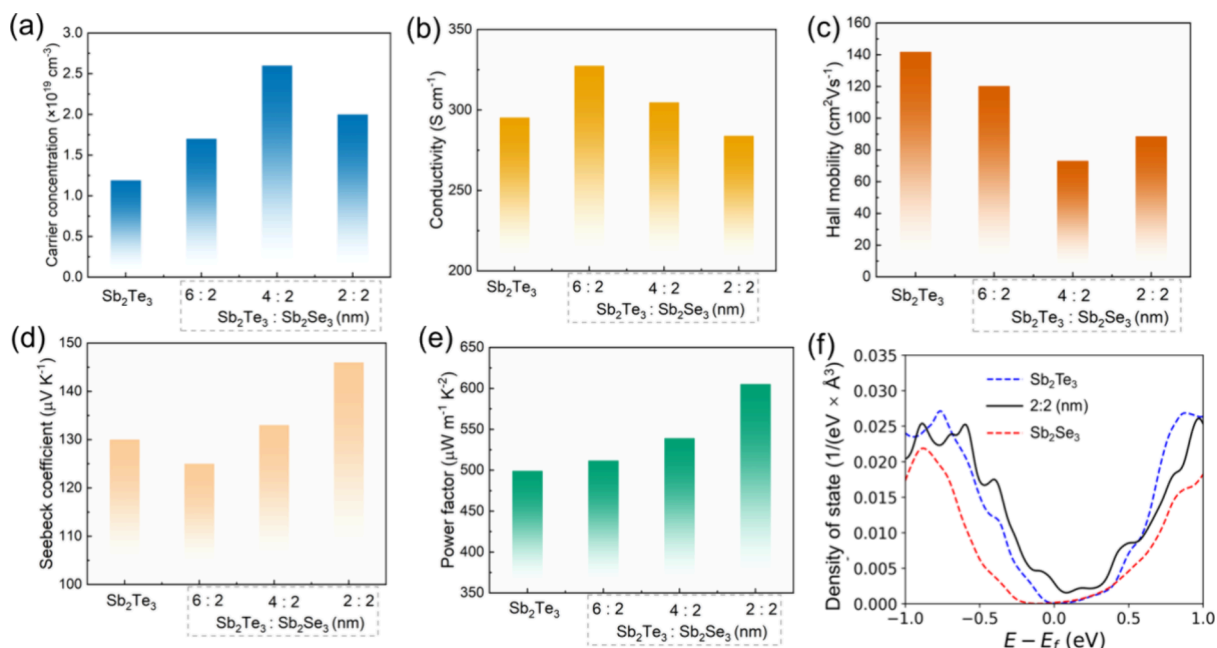 (a)
Carrier concentration (×10¹⁹ cm⁻³)
3.0
2.5
2.0
1.5
1.0
0.5
0.0
Sb₂Te₃
6 : 2
4 : 2
2 : 2
Sb₂Te₃ : Sb₂Se₃ (nm)
(b)
Conductivity (S cm⁻¹)
350
300
250
200
Sb₂Te₃
6 : 2
4 : 2
2 : 2
Sb₂Te₃ : Sb₂Se₃ (nm)
(c)
Hall mobility (cm²Vs⁻¹)
160
140
120
100
80
60
40
20
0
Sb₂Te₃
6 : 2
4 : 2
2 : 2
Sb₂Te₃ : Sb₂Se₃ (nm)
(d)
Seebeck coefficient (μV K⁻¹)
150
140
130
120
110
100
Sb₂Te₃
6 : 2
4 : 2
2 : 2
Sb₂Te₃ : Sb₂Se₃ (nm)
(e)
Power factor (μW m⁻¹ K⁻²)
650
600
550
500
450
400
350
Sb₂Te₃
6 : 2
4 : 2
2 : 2
Sb₂Te₃ : Sb₂Se₃ (nm)
(f)
Density of state (1/(eV × Å³)
0.035
0.030
0.025
0.020
0.015
0.010
0.005
0.000
Sb₂Te₃
2:2 (nm)
Sb₂Se₃
−1.0
−0.5
0.0
0.5
1.0
E − E_f (eV)